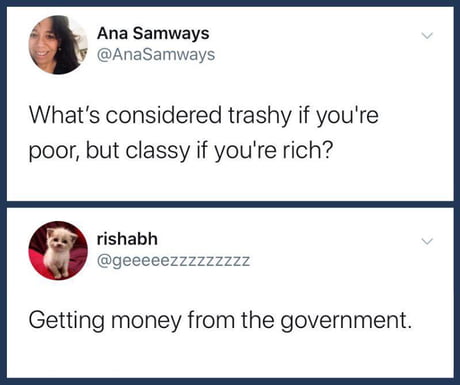 Ana Samways
@AnaSamways
What's considered trashy if you're
poor, but classy if you're rich?
rishabh
@geeeeezzzzzzzzz
Getting money from the government.